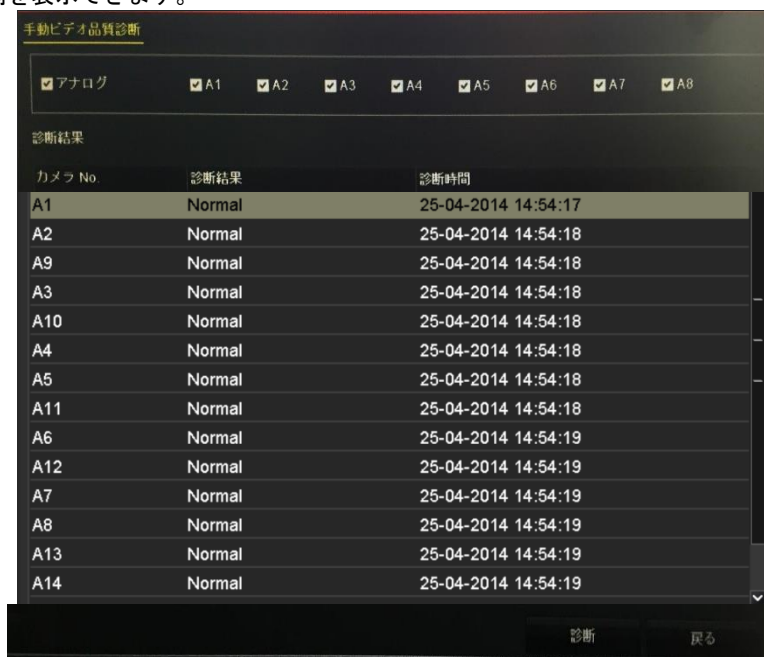 を表示できます。
手動ビデオ品質診断
アナログ A1 A2 A3 A4 A5 A6 A7 A8
診断結果
カメラ No. 診断結果 診断時間
A1 Normal 25-04-2014 14:54:17
A2 Normal 25-04-2014 14:54:18
A9 Normal 25-04-2014 14:54:18
A3 Normal 25-04-2014 14:54:18
A10 Normal 25-04-2014 14:54:18
A4 Normal 25-04-2014 14:54:18
A5 Normal 25-04-2014 14:54:18
A11 Normal 25-04-2014 14:54:18
A6 Normal 25-04-2014 14:54:19
A12 Normal 25-04-2014 14:54:19
A7 Normal 25-04-2014 14:54:19
A8 Normal 25-04-2014 14:54:19
A13 Normal 25-04-2014 14:54:19
A14 Normal 25-04-2014 14:54:19
診断 戻る